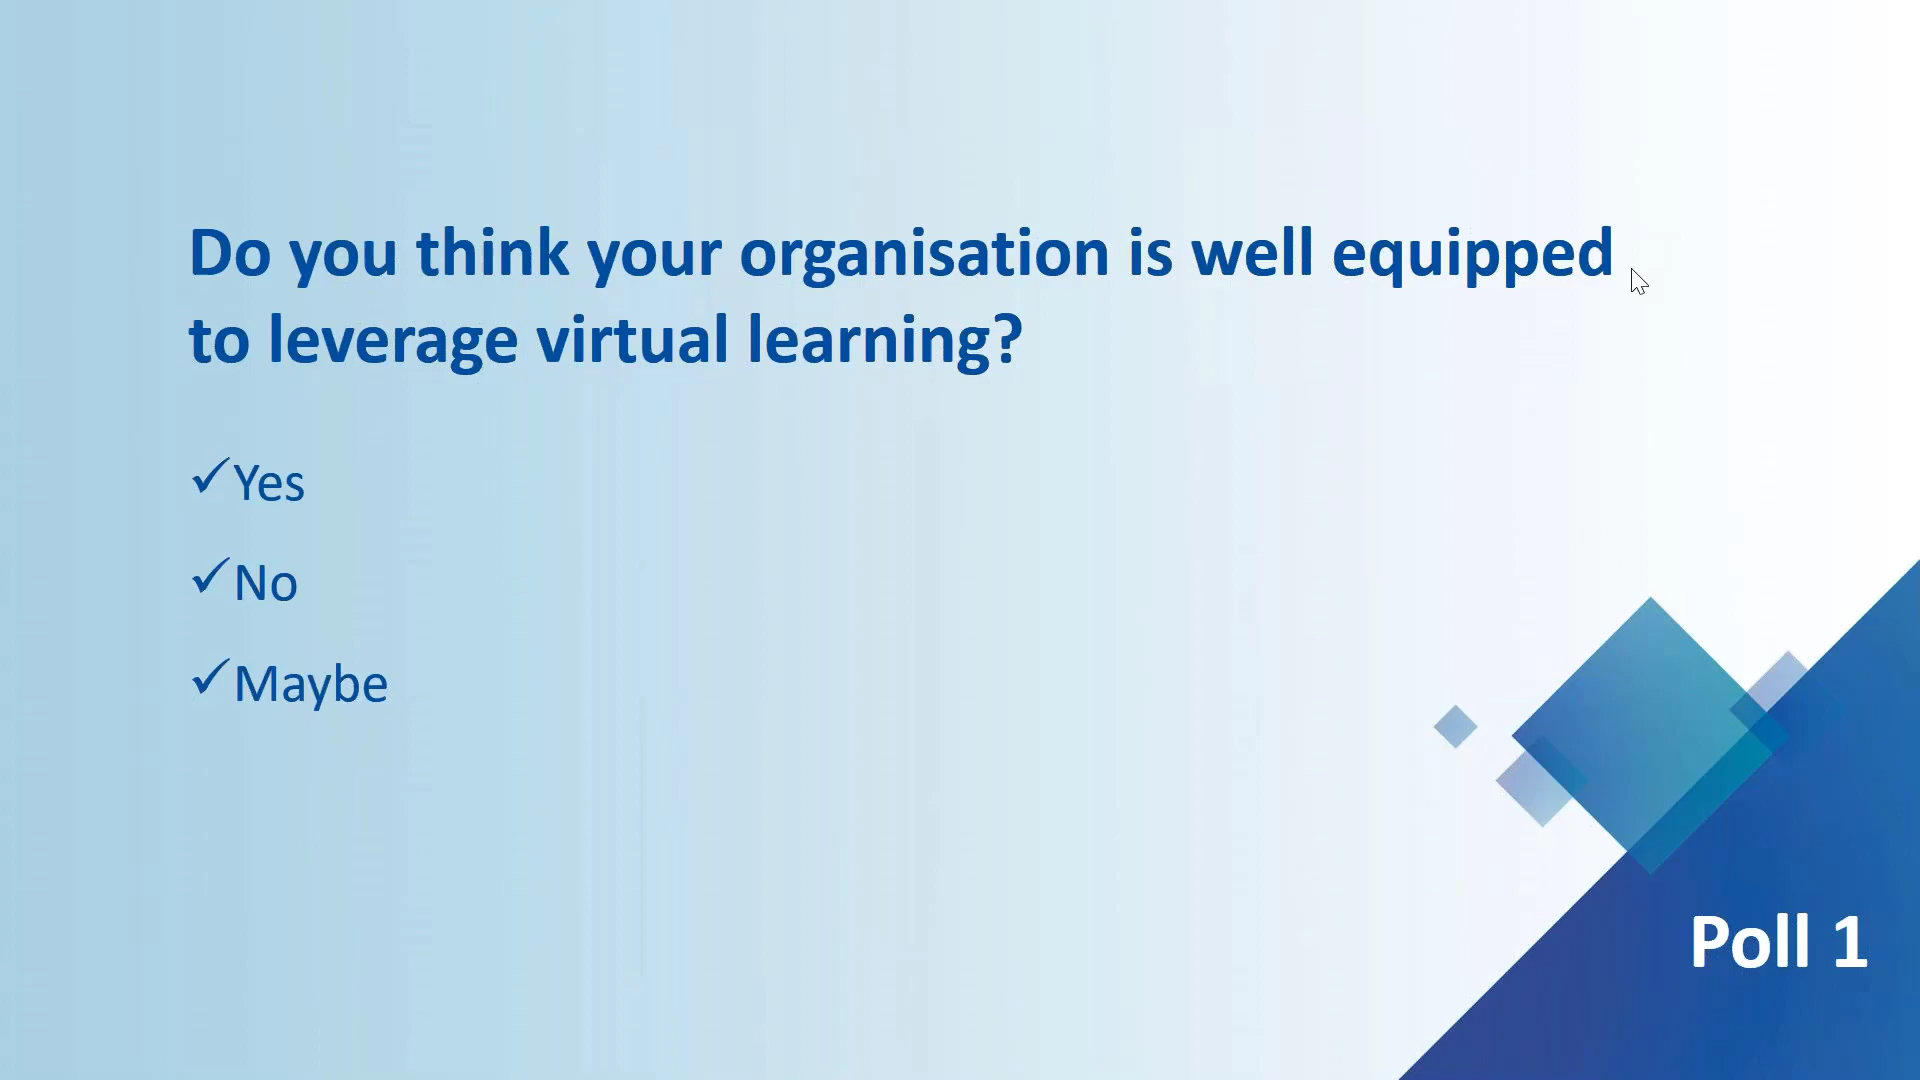 Do you think your organisation is well equipped
to leverage virtual learning?
✓Yes
✓No
✓Maybe
Poll 1